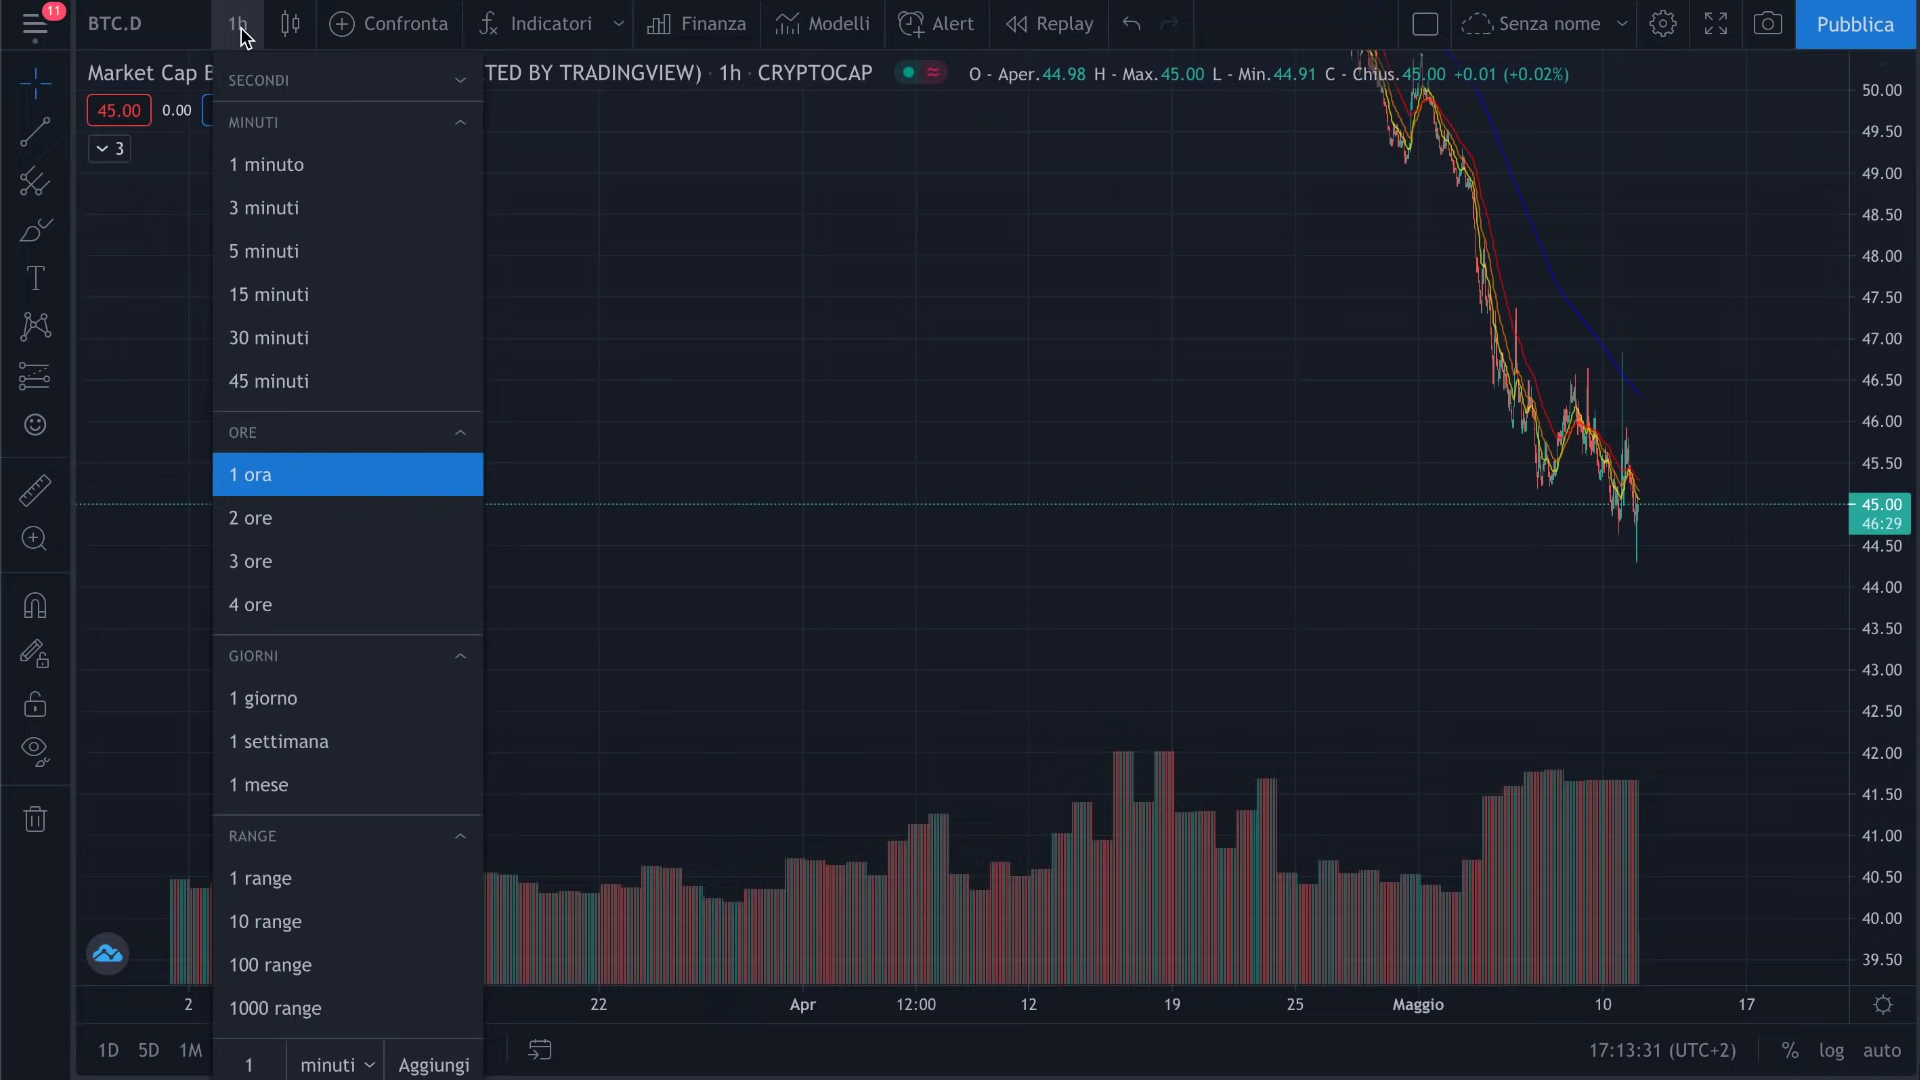 11
BTC.D
1h
Confronta
Indicatori
Finanza
Modelli
Alert
Replay
Senza nome
Pubblica
Market Cap B
TED BY TRADINGVIEW) · 1h · CRYPTOCAP
O - Aper.44.98 H - Max.45.00 L - Min.44.91 C - Chius.45.00 +0.01 (+0.02%)
45.00
0.00
3
SECONDI
MINUTI
1 minuto
3 minuti
5 minuti
15 minuti
30 minuti
45 minuti
ORE
1 ora
2 ore
3 ore
4 ore
GIORNI
1 giorno
1 settimana
1 mese
RANGE
1 range
10 range
100 range
1000 range
1
minuti
Aggiungi
50.00
49.50
49.00
48.50
48.00
47.50
47.00
46.50
46.00
45.50
45.00
46:29
44.50
44.00
43.50
43.00
42.50
42.00
41.50
41.00
40.50
40.00
39.50
2
22
Apr
12:00
12
19
25
Maggio
10
17
1D
5D
1M
17:13:31 (UTC+2)
%
log
auto